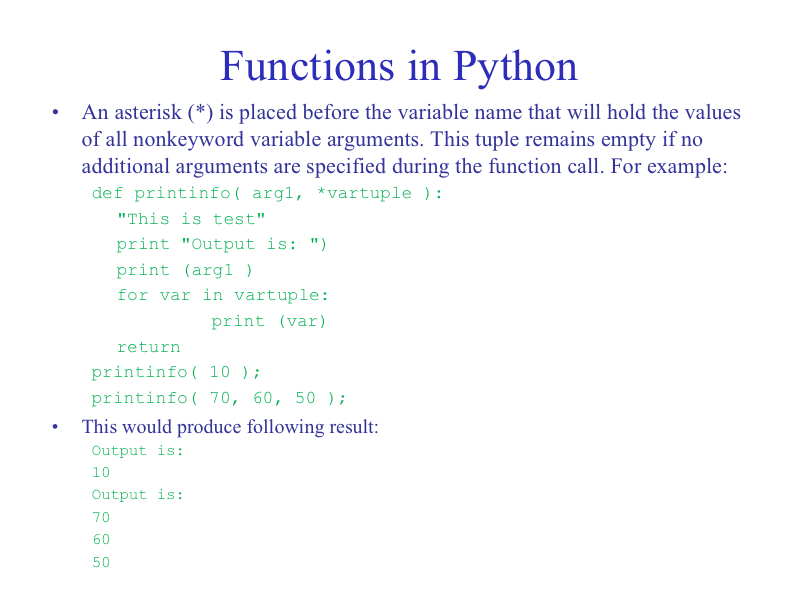 Functions in Python
• An asterisk (*) is placed before the variable name that will hold the values
of all nonkeyword variable arguments. This tuple remains empty if no
additional arguments are specified during the function call. For example:
def printinfo( arg1, *vartuple ):
"This is test"
print "Output is: ")
print (arg1 )
for var in vartuple:
print (var)
return
printinfo( 10 );
printinfo( 70, 60, 50 );
• This would produce following result:
Output is:
10
Output is:
70
60
50